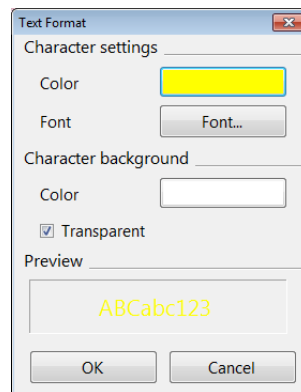 Text Format
Character settings
Color
Font Font...
Character background
Color
Transparent
Preview
ABCabc123
OK Cancel